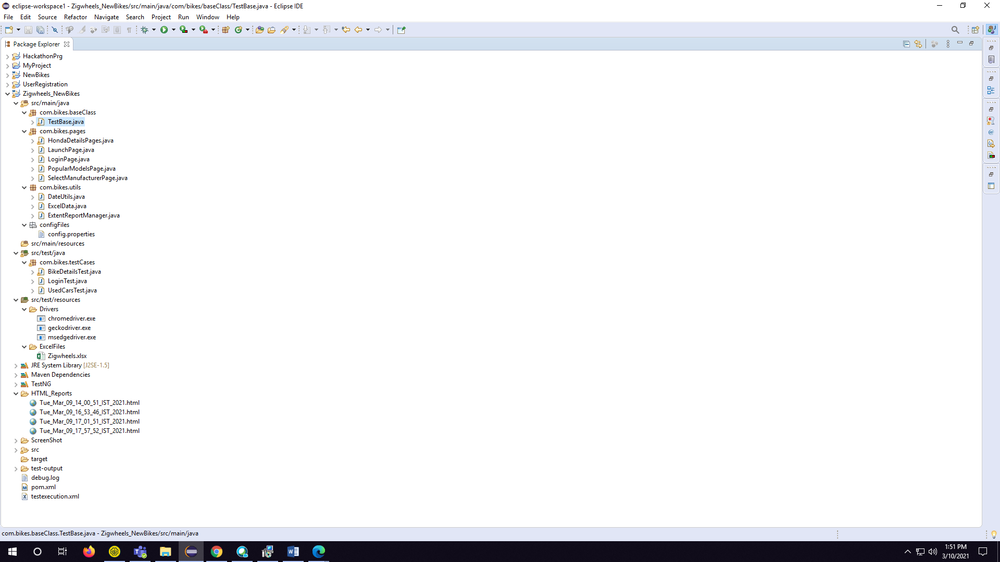 eclipse-workspace1 - Zigwheels_NewBikes/src/main/java/com/bikes/baseClass/TestBase.java - Eclipse IDE
File Edit Source Refactor Navigate Search Project Run Window Help
Package Explorer
HackathonPrg
MyProject
NewBikes
UserRegistration
Zigwheels_NewBikes
src/main/java
com.bikes.baseClass
TestBase.java
com.bikes.pages
HondaDetailsPages.java
LaunchPage.java
LoginPage.java
PopularModelsPage.java
SelectManufacturerPage.java
com.bikes.utils
DateUtils.java
ExcelData.java
ExtentReportManager.java
configFiles
config.properties
src/main/resources
src/test/java
com.bikes.testCases
BikeDetailsTest.java
LoginTest.java
UsedCarsTest.java
src/test/resources
Drivers
chromedriver.exe
geckodriver.exe
msedgedriver.exe
ExcelFiles
Zigwheels.xlsx
JRE System Library [J2SE-1.5]
Maven Dependencies
TestNG
HTML_Reports
Tue_Mar_09_14_00_51_IST_2021.html
Tue_Mar_09_16_53_46_IST_2021.html
Tue_Mar_09_17_01_51_IST_2021.html
Tue_Mar_09_17_57_52_IST_2021.html
ScreenShot
src
target
test-output
debug.log
pom.xml
testexecution.xml
com.bikes.baseClass.TestBase.java - Zigwheels_NewBikes/src/main/java
1:51 PM
3/10/2021